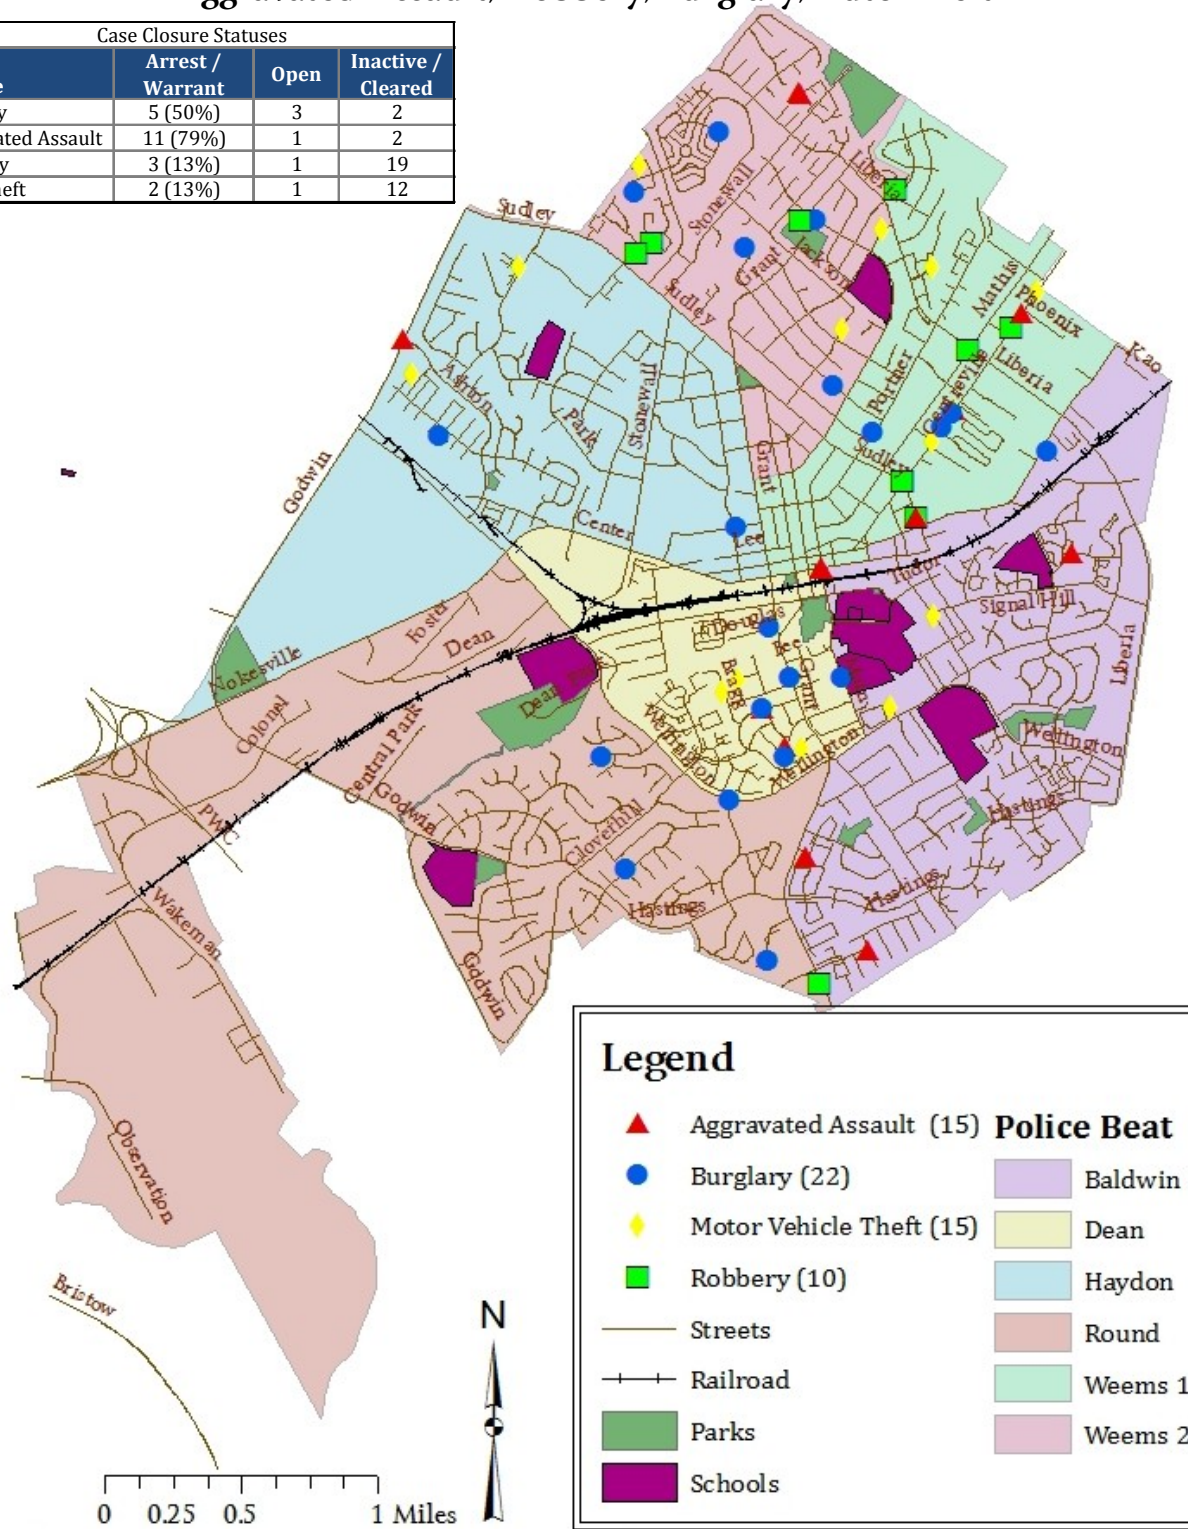 Case Closure Statuses
Arrest / Warrant Open Inactive / Cleared
5 (50%) 3 2
ated Assault 11 (79%) 1 2
3 (13%) 1 19
2 (13%) 1 12
Liberia
Sudley
Stonewall
Jackson
Grant
Mathis
Phoenix
Sudley
Kao
Liberia
Portner
Centreville
Ashton
Stonewall
Park
Sudley
Grant
Godwin
Center
Lee
Tudor
Signal Hill
Foster
Douglas
Dean
Lee
Liberia
Nokesville
Grant
Dean Park
Bragg
Colonel
Wellington
Wellington
Wellington
Central Park
Godwin
Hastings
PWC
Cloverhill
Hastings
Wakeman
Hastings
Godwin
Observation
Bristow
Legend
Aggravated Assault (15)
Burglary (22)
Motor Vehicle Theft (15)
Robbery (10)
Streets
Railroad
Parks
Schools
Police Beat
Baldwin
Dean
Haydon
Round
Weems 1
Weems 2
N
0 0.25 0.5 1 Miles